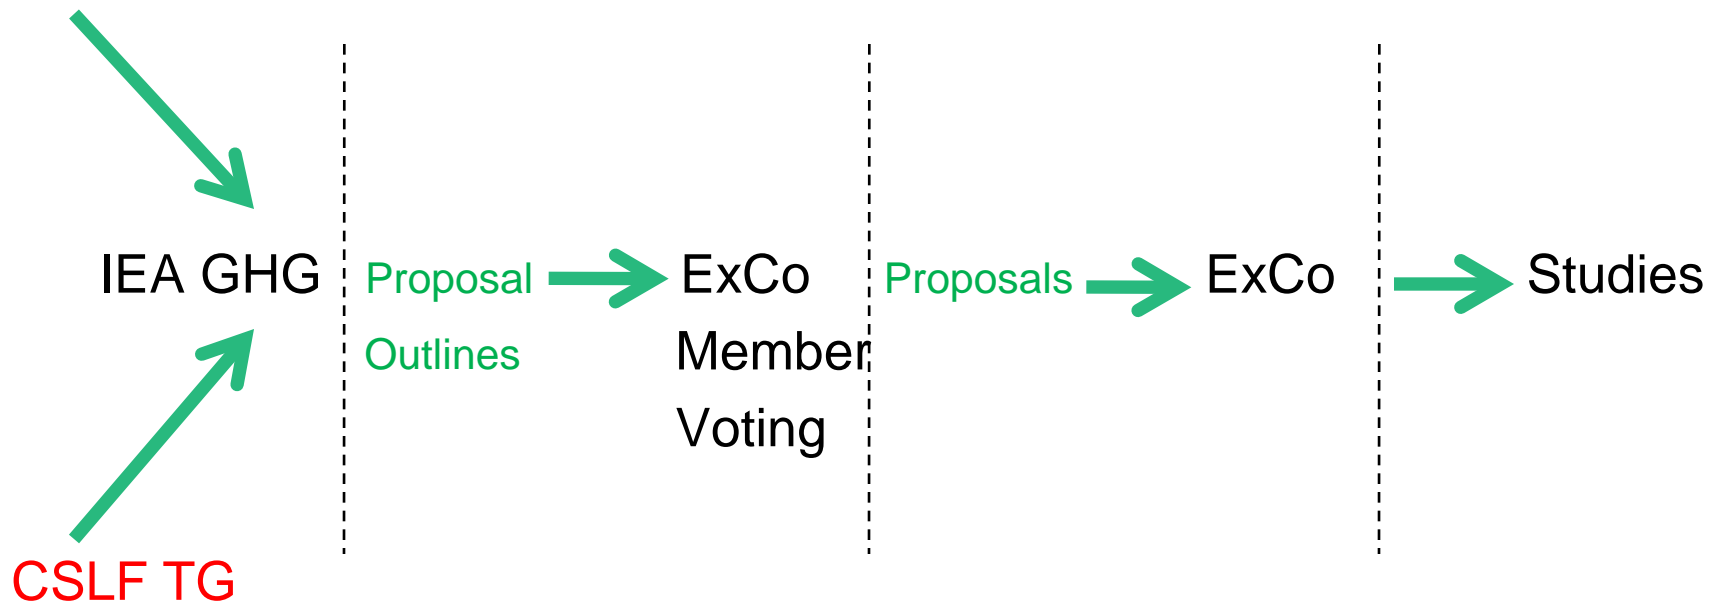 IEA GHG Proposal ExCo Proposals ExCo Studies
Outlines Member
Voting
CSLF TG